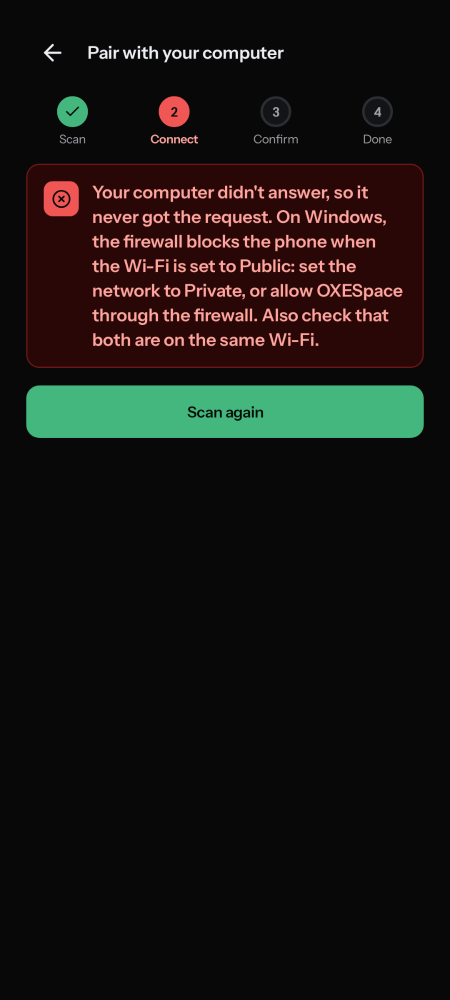 Pair with your computer
2
3
4
Scan
Connect
Confirm
Done
Your computer didn't answer, so it
never got the request. On Windows,
the firewall blocks the phone when
the Wi-Fi is set to Public: set the
network to Private, or allow OXESpace
through the firewall. Also check that
both are on the same Wi-Fi.
Scan again